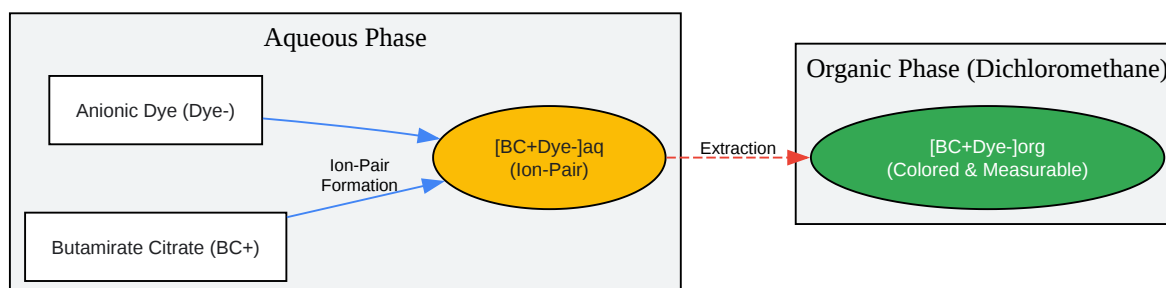 Aqueous Phase
Anionic Dye (Dye-)
Ion-Pair
Formation
Butamirate Citrate (BC+)
[BC+Dye-]aq
(Ion-Pair)
Extraction
Organic Phase (Dichloromethane)
[BC+Dye-]org
(Colored & Measurable)